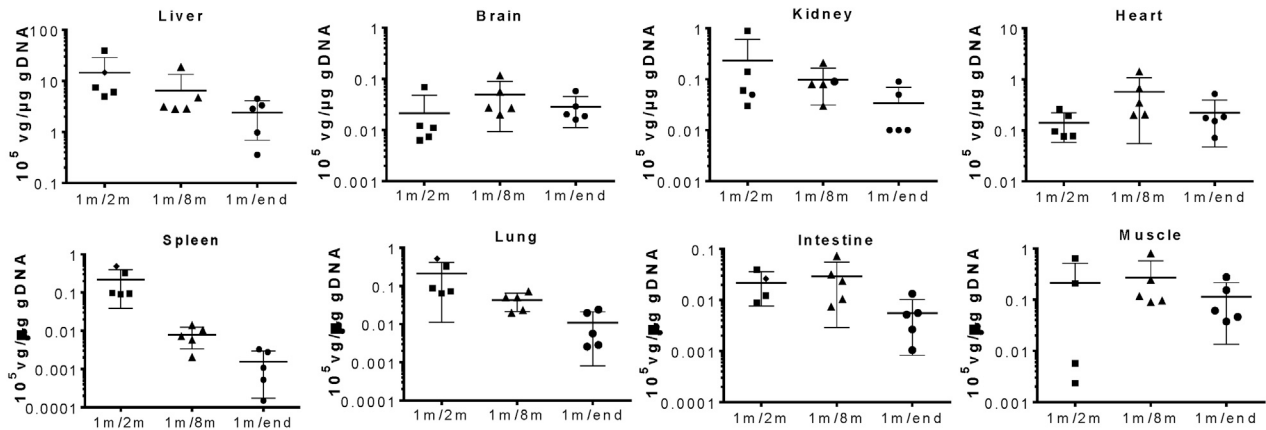 Liver
10⁵ vg/µg gDNA
100
10
1
0.1
1m/2m 1m/8m 1m/end
Brain
10⁵ vg/µg gDNA
1
0.1
0.01
0.001
1m/2m 1m/8m 1m/end
Kidney
10⁵ vg/µg gDNA
1
0.1
0.01
0.001
1m/2m 1m/8m 1m/end
Heart
10⁵ vg/µg gDNA
10
1
0.1
0.01
1m/2m 1m/8m 1m/end
Spleen
10⁵ vg/ g gDNA
1
0.1
0.01
0.001
0.0001
1m/2m 1m/8m 1m/end
Lung
10⁵ vg/ g gDNA
1
0.1
0.01
0.001
0.0001
1m/2m 1m/8m 1m/end
Intestine
10⁵ vg/ g gDNA
0.1
0.01
0.001
0.0001
1m/2m 1m/8m 1m/end
Muscle
10⁵ vg/ g gDNA
1
0.1
0.01
0.001
1m/2m 1m/8m 1m/end